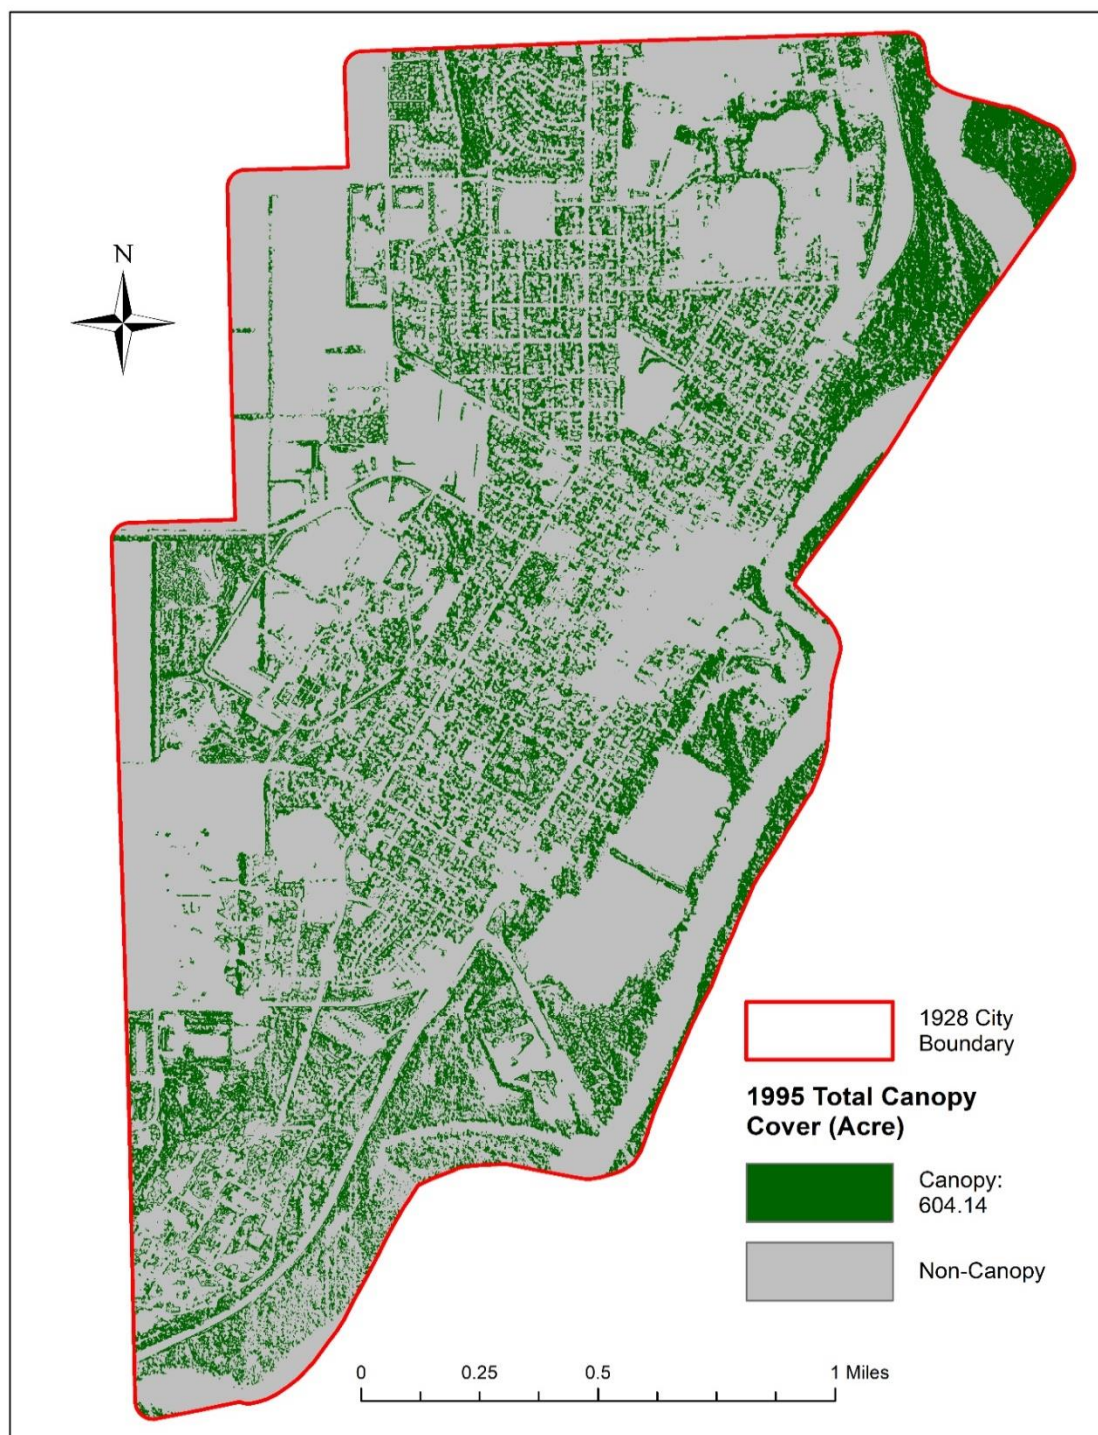 N
1928 City
Boundary
1995 Total Canopy
Cover (Acre)
Canopy:
604.14
Non-Canopy
0 0.25 0.5 1 Miles